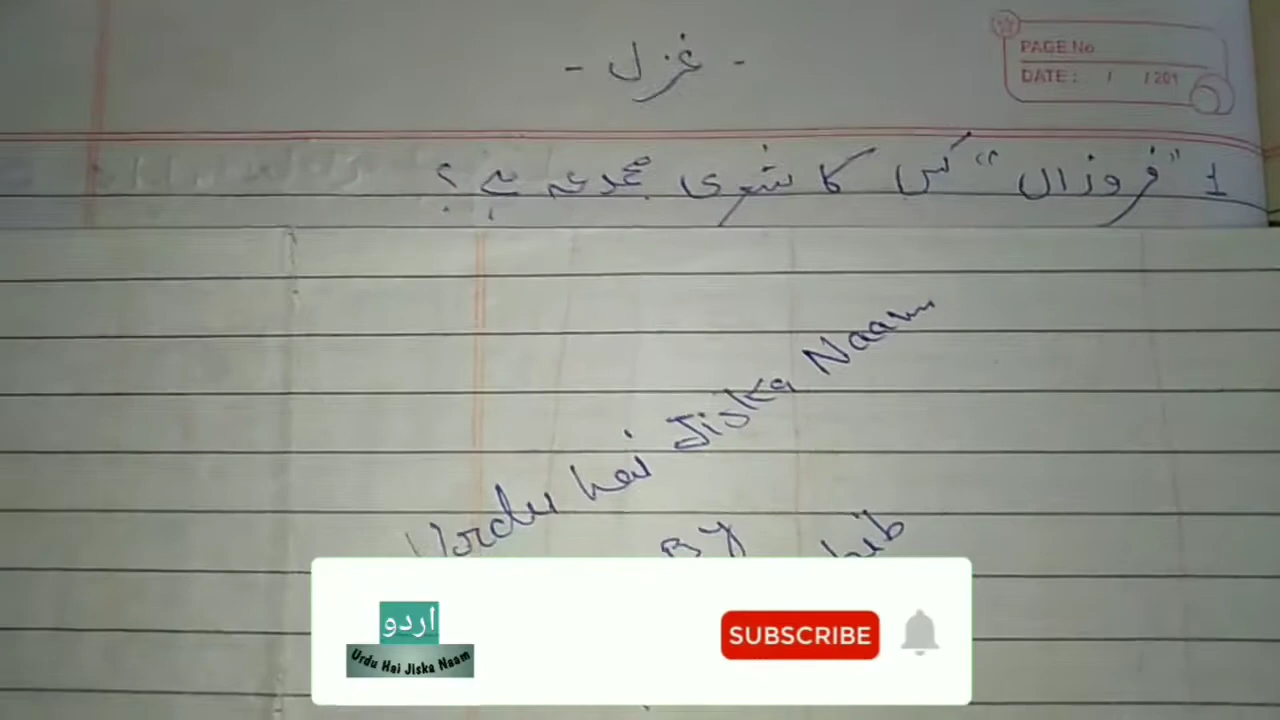 - غزل -
PAGE No
DATE : / / 201
1 "فروزاں" کس کا شعری مجموعہ ہے؟
Urdu hai Jiska Naam
By
اردو
Urdu Hai Jiska Naam
SUBSCRIBE